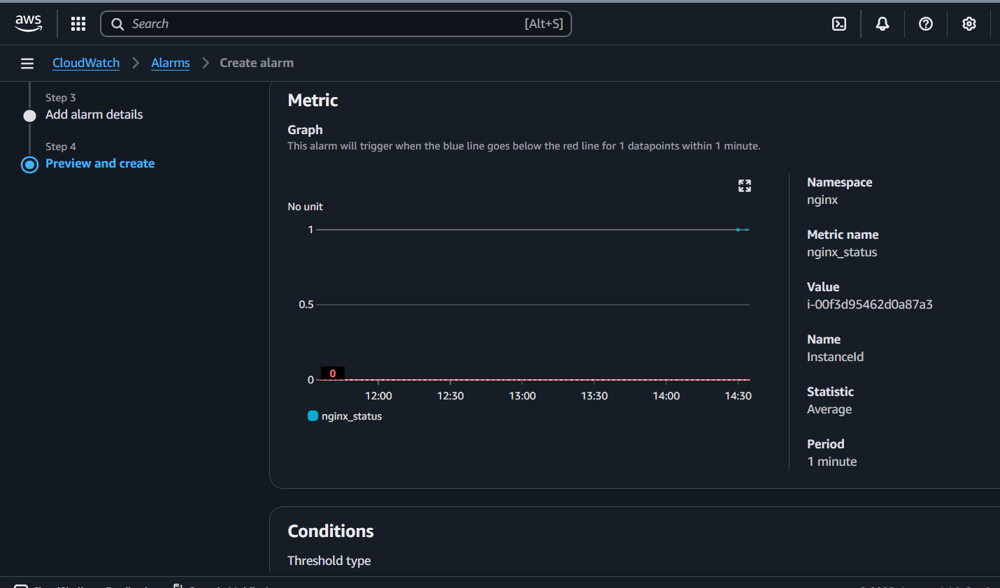 aws
Search [Alt+S]
CloudWatch Alarms Create alarm
Step 3
Add alarm details
Step 4
Preview and create
Metric
Graph
This alarm will trigger when the blue line goes below the red line for 1 datapoints within 1 minute.
No unit
1
0.5
0
0
12:00 12:30 13:00 13:30 14:00 14:30
nginx_status
Namespace
nginx
Metric name
nginx_status
Value
i-00f3d95462d0a87a3
Name
InstanceId
Statistic
Average
Period
1 minute
Conditions
Threshold type